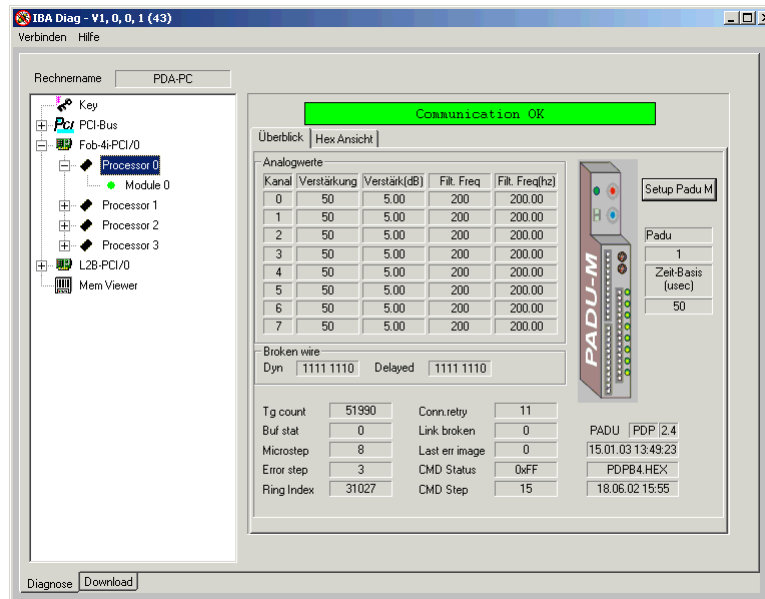 IBA Diag - V1, 0, 0, 1 (43)
Verbinden Hilfe
Rechnername PDA-PC
Key
PCI PCI-Bus
Fob-4i-PCI/0
Processor 0
Module 0
Processor 1
Processor 2
Processor 3
L2B-PCI/0
Mem Viewer
Communication OK
Überblick Hex Ansicht
Analogwerte
Kanal Verstärkung Verstärk(dB) Filt. Freq Filt. Freq(hz)
0 50 5.00 200 200.00
1 50 5.00 200 200.00
2 50 5.00 200 200.00
3 50 5.00 200 200.00
4 50 5.00 200 200.00
5 50 5.00 200 200.00
6 50 5.00 200 200.00
7 50 5.00 200 200.00
PADU-M
Setup Padu M
Padu
1
Zeit-Basis
(usec)
50
Broken wire
Dyn 1111 1110 Delayed 1111 1110
Tg count 51990 Conn.retry 11
Buf stat 0 Link broken 0
Microstep 8 Last err image 0
Error step 3 CMD Status 0xFF
Ring Index 31027 CMD Step 15
PADU PDP 2.4
15.01.03 13:49:23
PDPB4.HEX
18.06.02 15:55
Diagnose Download